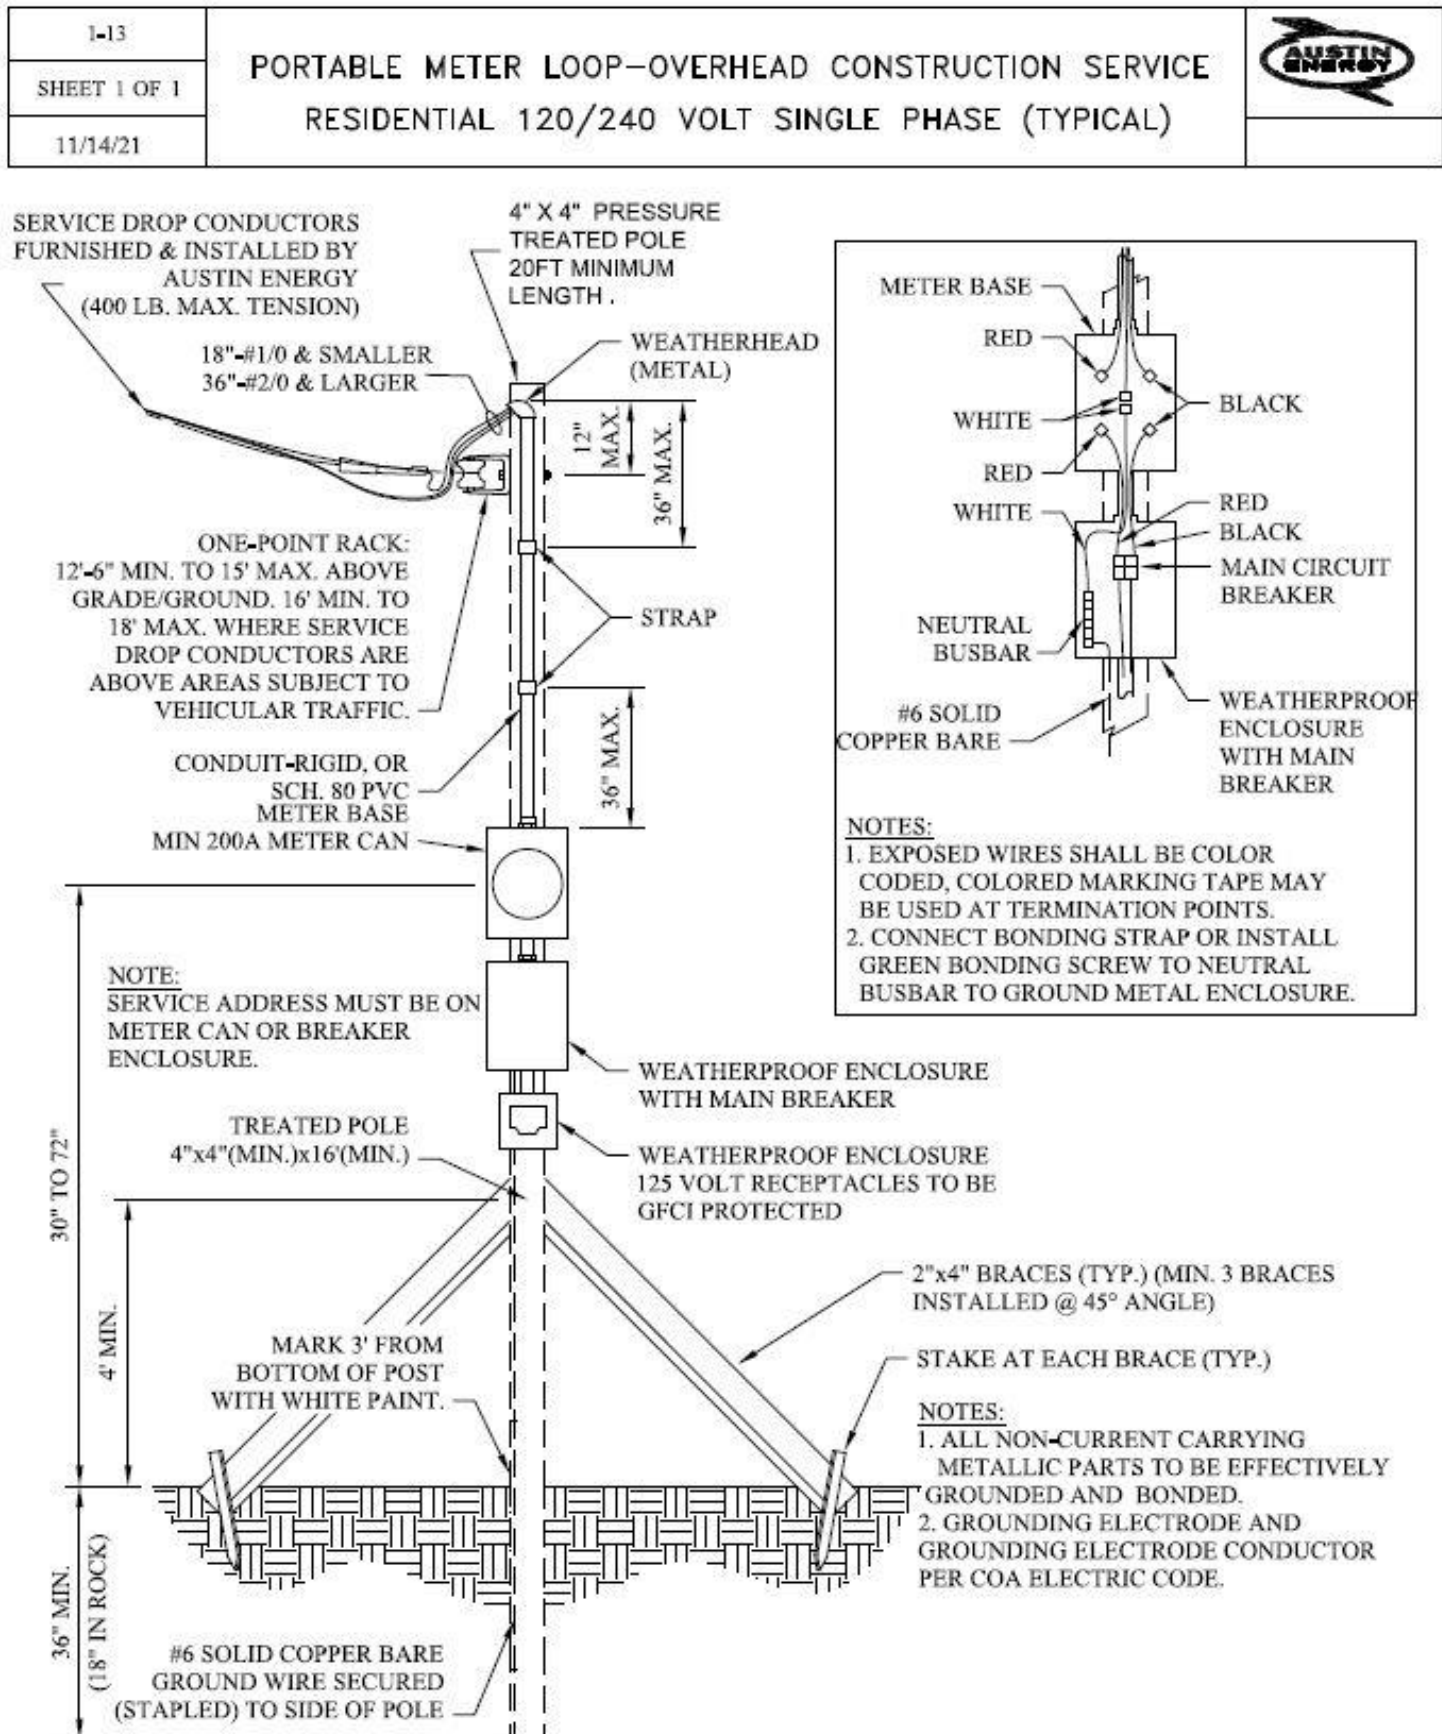 1-13
SHEET 1 OF 1
11/14/21
PORTABLE METER LOOP-OVERHEAD CONSTRUCTION SERVICE
RESIDENTIAL 120/240 VOLT SINGLE PHASE (TYPICAL)
AUSTIN
ENERGY
SERVICE DROP CONDUCTORS
FURNISHED & INSTALLED BY
AUSTIN ENERGY
(400 LB. MAX. TENSION)
4" X 4" PRESSURE
TREATED POLE
20FT MINIMUM
LENGTH .
18"-#1/0 & SMALLER
36"-#2/0 & LARGER
WEATHERHEAD
(METAL)
12"
MAX.
36" MAX.
ONE-POINT RACK:
12'-6" MIN. TO 15' MAX. ABOVE
GRADE/GROUND. 16' MIN. TO
18' MAX. WHERE SERVICE
DROP CONDUCTORS ARE
ABOVE AREAS SUBJECT TO
VEHICULAR TRAFFIC.
STRAP
CONDUIT-RIGID, OR
SCH. 80 PVC
36" MAX.
METER BASE
MIN 200A METER CAN
METER BASE
RED
WHITE
BLACK
RED
WHITE
RED
BLACK
MAIN CIRCUIT
BREAKER
NEUTRAL
BUSBAR
#6 SOLID
COPPER BARE
WEATHERPROOF
ENCLOSURE
WITH MAIN
BREAKER
NOTES:
1. EXPOSED WIRES SHALL BE COLOR
CODED, COLORED MARKING TAPE MAY
BE USED AT TERMINATION POINTS.
2. CONNECT BONDING STRAP OR INSTALL
GREEN BONDING SCREW TO NEUTRAL
BUSBAR TO GROUND METAL ENCLOSURE.
NOTE:
SERVICE ADDRESS MUST BE ON
METER CAN OR BREAKER
ENCLOSURE.
WEATHERPROOF ENCLOSURE
WITH MAIN BREAKER
TREATED POLE
4"x4"(MIN.)x16'(MIN.)
WEATHERPROOF ENCLOSURE
125 VOLT RECEPTACLES TO BE
GFCI PROTECTED
30" TO 72"
4' MIN.
2"x4" BRACES (TYP.) (MIN. 3 BRACES
INSTALLED @ 45° ANGLE)
MARK 3' FROM
BOTTOM OF POST
WITH WHITE PAINT.
STAKE AT EACH BRACE (TYP.)
NOTES:
1. ALL NON-CURRENT CARRYING
METALLIC PARTS TO BE EFFECTIVELY
GROUNDED AND BONDED.
2. GROUNDING ELECTRODE AND
GROUNDING ELECTRODE CONDUCTOR
PER COA ELECTRIC CODE.
36" MIN.
(18" IN ROCK)
#6 SOLID COPPER BARE
GROUND WIRE SECURED
(STAPLED) TO SIDE OF POLE